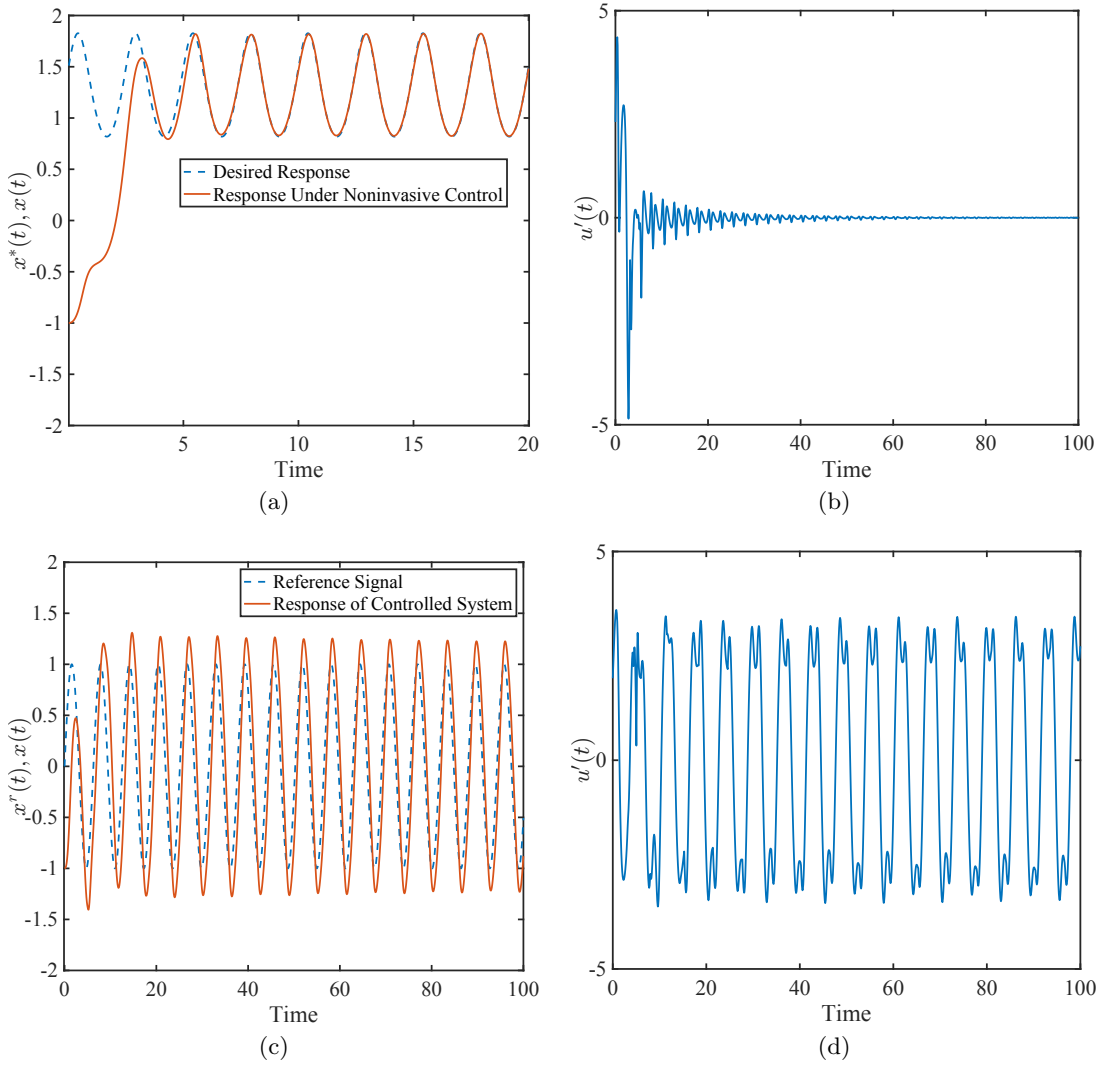 2
1.5
1
0.5
0
-0.5
-1
-1.5
-2
x*(t), x(t)
Desired Response
Response Under Noninvasive Control
5
10
15
20
Time
(a)
5
0
-5
u′(t)
0
20
40
60
80
100
Time
(b)
2
1.5
1
0.5
0
-0.5
-1
-1.5
-2
xʳ(t), x(t)
Reference Signal
Response of Controlled System
0
20
40
60
80
100
Time
(c)
5
0
-5
u′(t)
0
20
40
60
80
100
Time
(d)